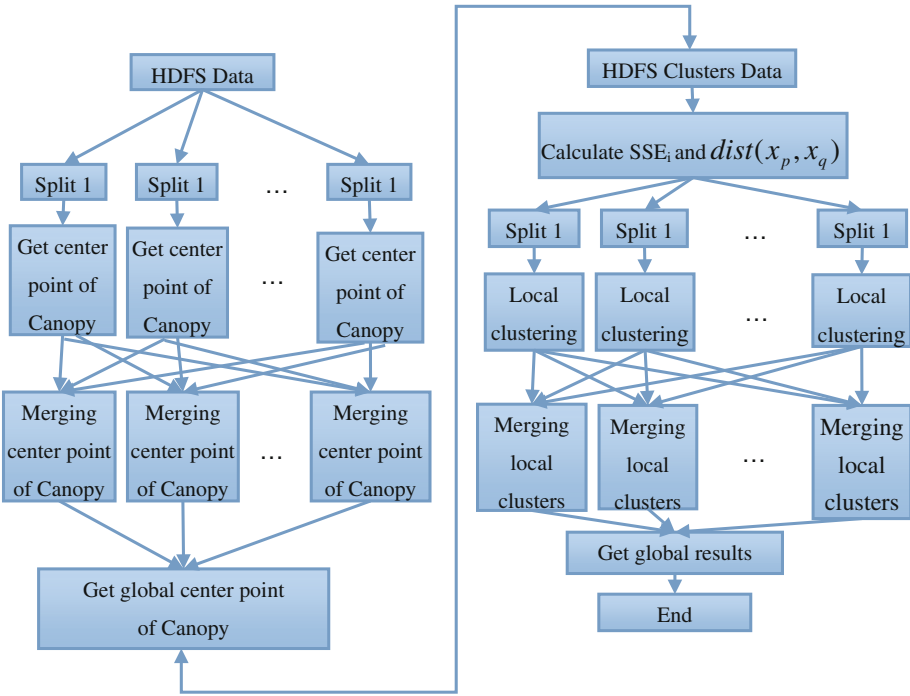 HDFS Data
Split 1
Split 1
...
Split 1
Get center
point of
Canopy
Get center
point of
Canopy
...
Get center
point of
Canopy
Merging
center point
of Canopy
Merging
center point
of Canopy
...
Merging
center point
of Canopy
Get global center point
of Canopy
HDFS Clusters Data
Calculate SSEᵢ and dist(x_p, x_q)
Split 1
Split 1
...
Split 1
Local
clustering
Local
clustering
...
Local
clustering
Merging
local
clusters
Merging
local
clusters
...
Merging
local
clusters
Get global results
End